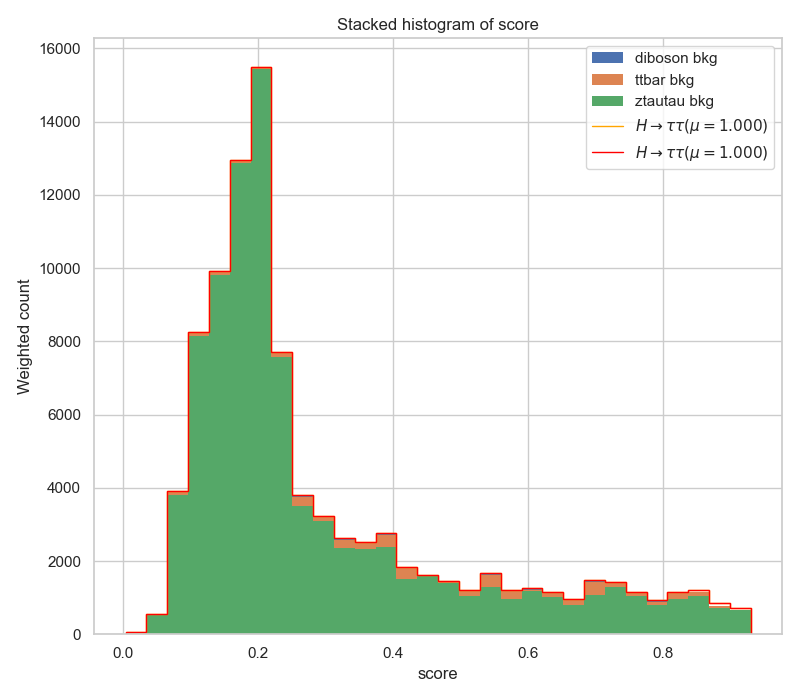 Stacked histogram of score
diboson bkg
ttbar bkg
ztautau bkg
H → ττ(μ = 1.000)
H → ττ(μ = 1.000)
Weighted count
16000
14000
12000
10000
8000
6000
4000
2000
0
0.0 0.2 0.4 0.6 0.8
score